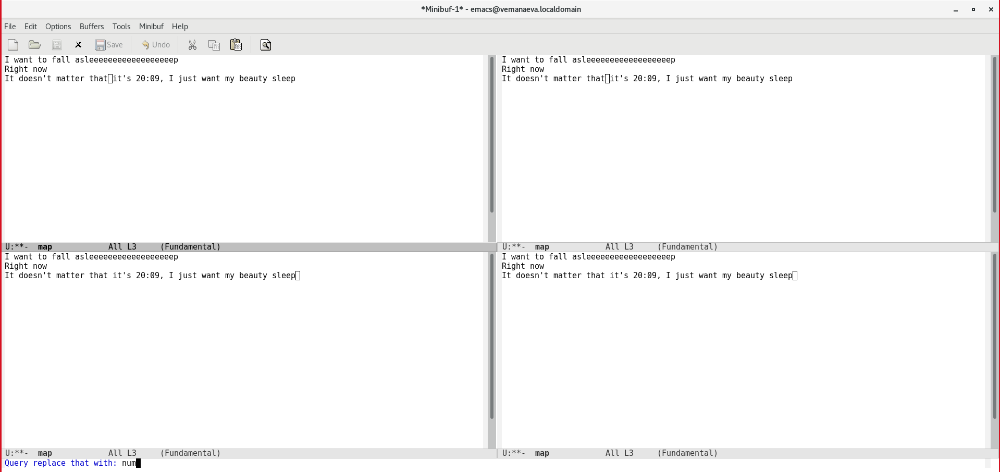 *Minibuf-1* - emacs@vemanaeva.localdomain
File Edit Options Buffers Tools Minibuf Help
Save Undo
I want to fall asleeeeeeeeeeeeeeeeeep
Right now
It doesn't matter that it's 20:09, I just want my beauty sleep
U:**- map All L3 (Fundamental)
I want to fall asleeeeeeeeeeeeeeeeeep
Right now
It doesn't matter that it's 20:09, I just want my beauty sleep
U:**- map All L3 (Fundamental)
I want to fall asleeeeeeeeeeeeeeeeeep
Right now
It doesn't matter that it's 20:09, I just want my beauty sleep
U:**- map All L3 (Fundamental)
I want to fall asleeeeeeeeeeeeeeeeeep
Right now
It doesn't matter that it's 20:09, I just want my beauty sleep
U:**- map All L3 (Fundamental)
Query replace that with: num